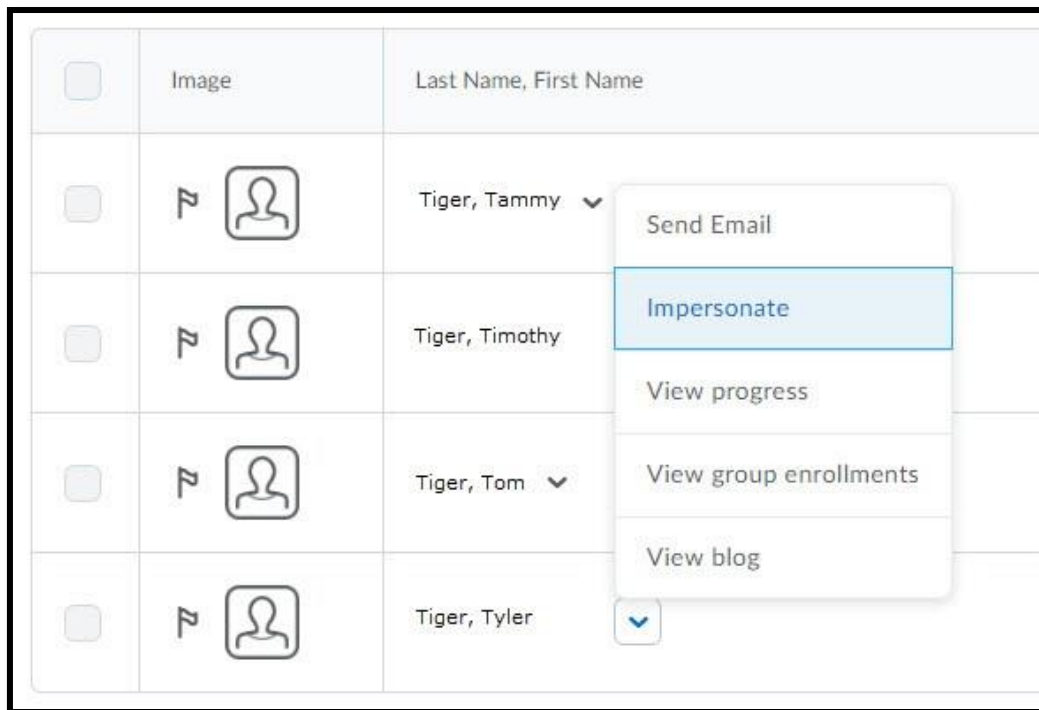 Image
Last Name, First Name
Tiger, Tammy
Send Email
Impersonate
Tiger, Timothy
View progress
View group enrollments
Tiger, Tom
View blog
Tiger, Tyler